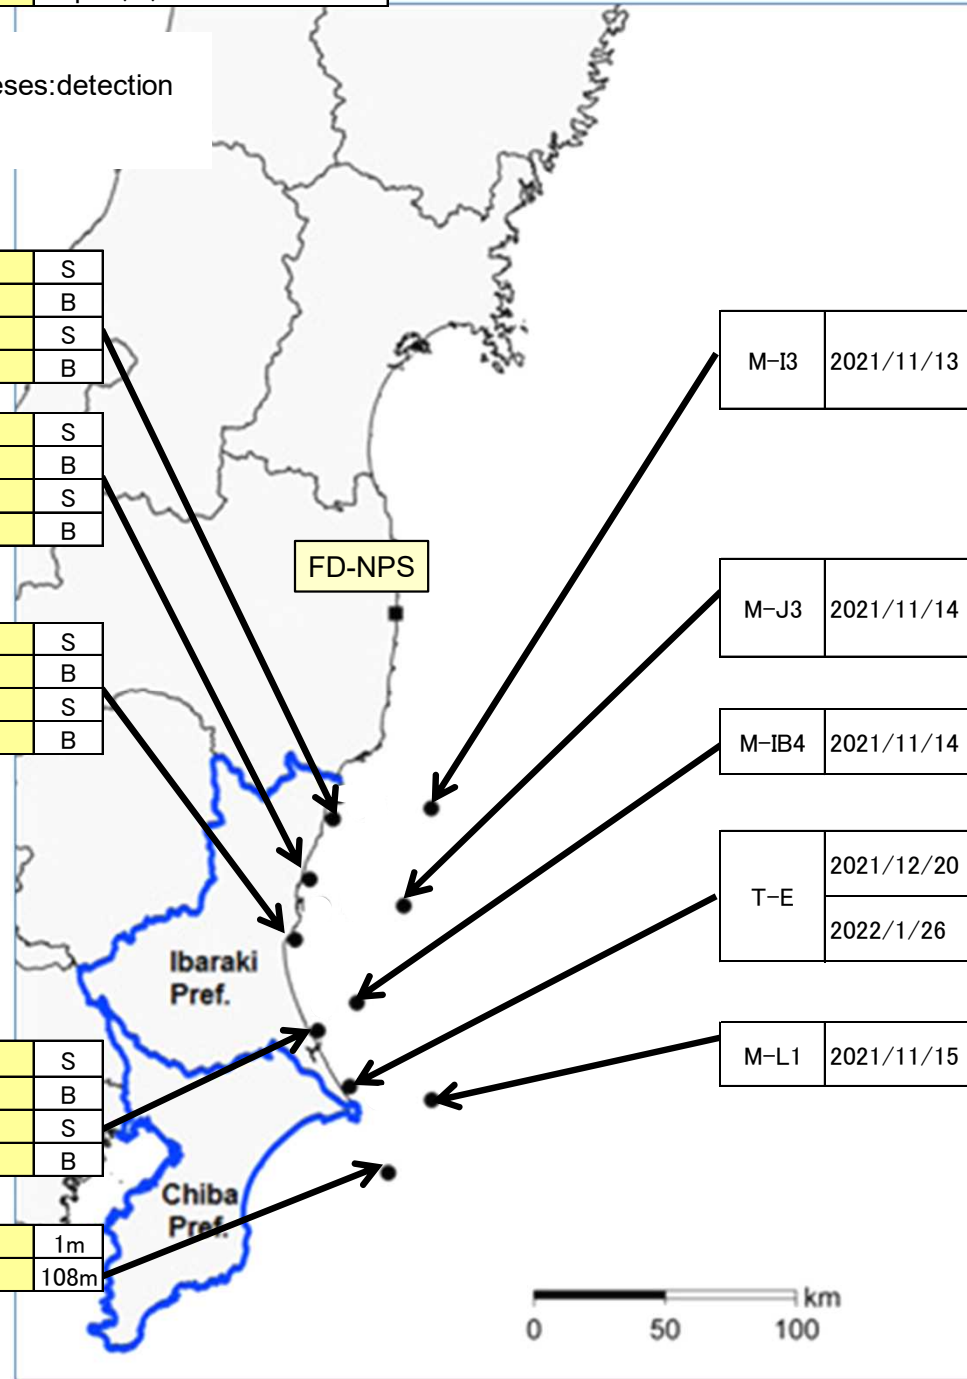 eses:detection
S
B
S
B
S
B
S
B
S
B
S
B
S
B
S
B
1m
108m
FD-NPS
Ibaraki
Pref.
Chiba
Pref.
M-I3 2021/11/13
M-J3 2021/11/14
M-IB4 2021/11/14
T-E 2021/12/20
2022/1/26
M-L1 2021/11/15
km
0 50 100